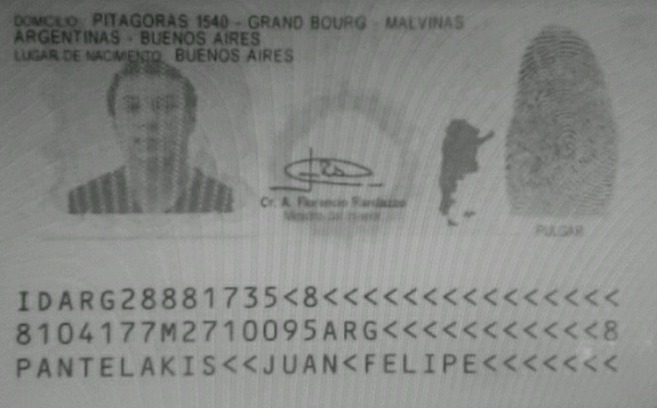 DOMICILIO: PITAGORAS 1540 - GRAND BOURG - MALVINAS
ARGENTINAS - BUENOS AIRES
LUGAR DE NACIMIENTO: BUENOS AIRES
Cr. A. Florencio Randazzo
PULGAR
IDARG28881735<8<<<<<<<<<<<<<<<
8104177M2710095ARG<<<<<<<<<<<8
PANTELAKIS<<JUAN<FELIPE<<<<<<<